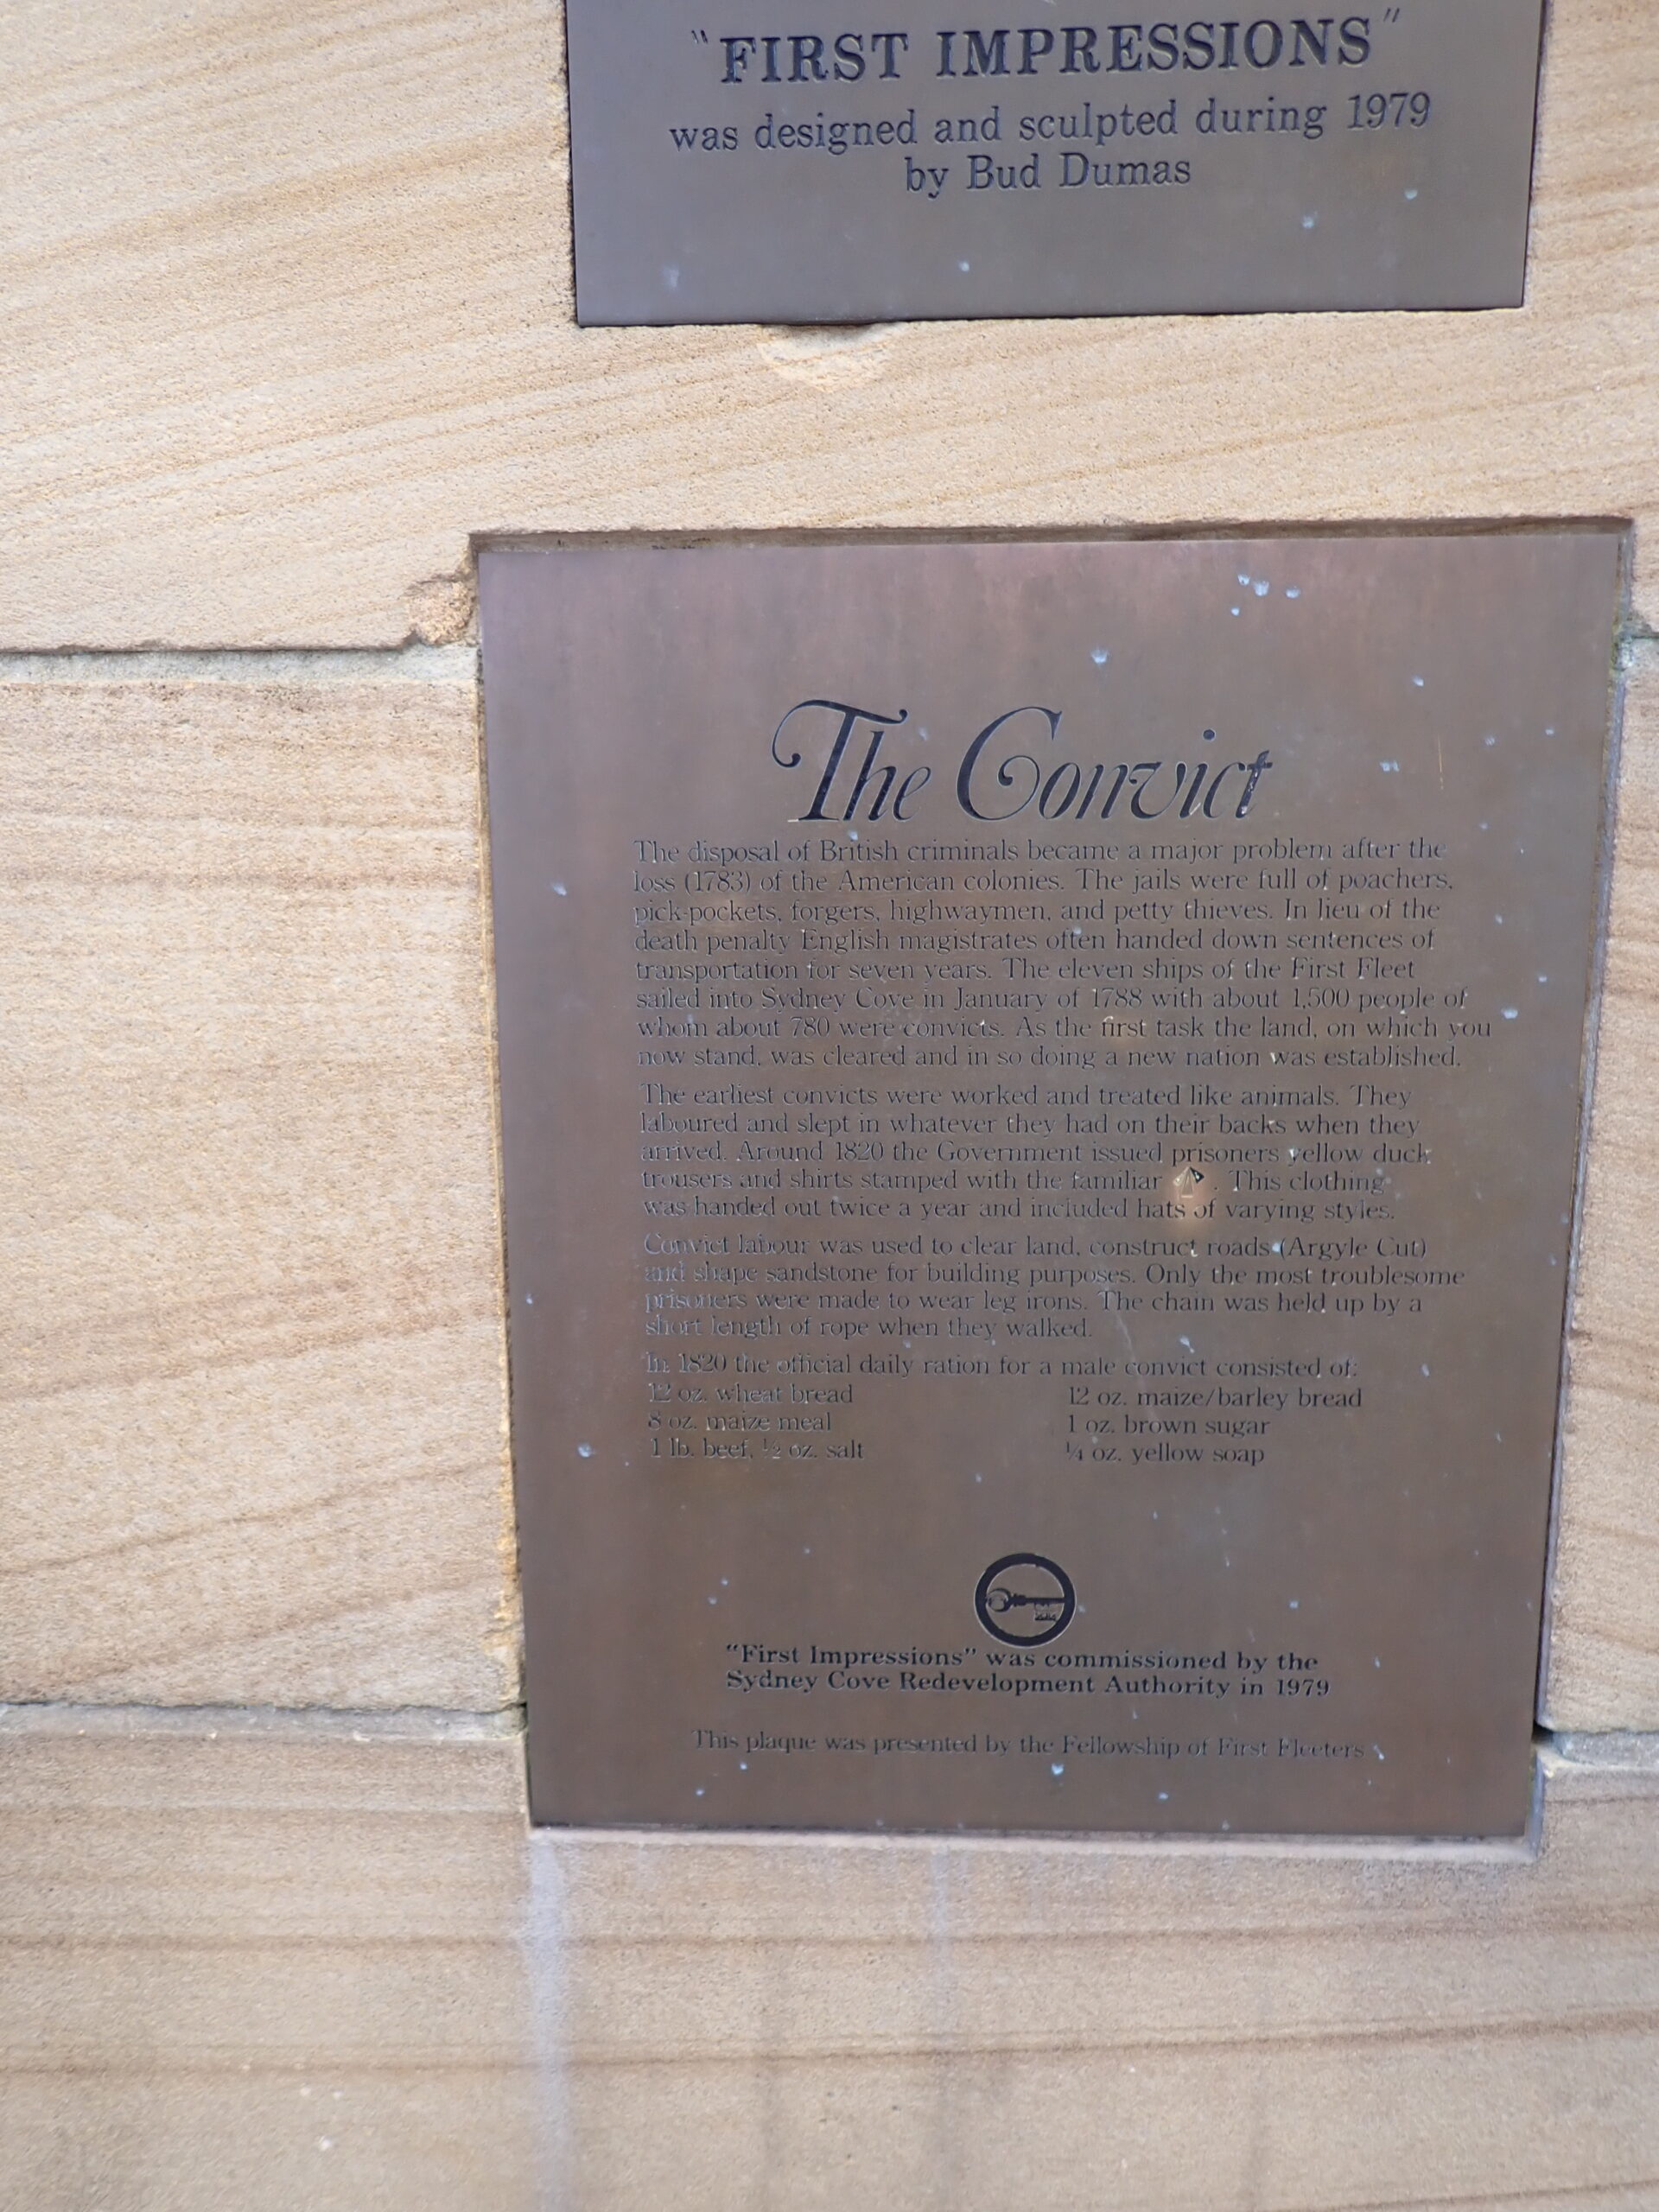 "FIRST IMPRESSIONS"
was designed and sculpted during 1979
by Bud Dumas
The Convict
The disposal of British criminals became a major problem after the
loss (1783) of the American colonies. The jails were full of poachers,
pick-pockets, forgers, highwaymen, and petty thieves. In lieu of the
death penalty English magistrates often handed down sentences of
transportation for seven years. The eleven ships of the First Fleet
sailed into Sydney Cove in January of 1788 with about 1,500 people of
whom about 780 were convicts. As the first task the land, on which you
now stand, was cleared and in so doing a new nation was established.
The earliest convicts were worked and treated like animals. They
laboured and slept in whatever they had on their backs when they
arrived. Around 1820 the Government issued prisoners yellow duck
trousers and shirts stamped with the familiar . This clothing
was handed out twice a year and included hats of varying styles.
Convict labour was used to clear land, construct roads (Argyle Cut)
and shape sandstone for building purposes. Only the most troublesome
prisoners were made to wear leg irons. The chain was held up by a
short length of rope when they walked.
In 1820 the official daily ration for a male convict consisted of:
12 oz. wheat bread 12 oz. maize/barley bread
8 oz. maize meal 1 oz. brown sugar
1 lb. beef, ½ oz. salt ¼ oz. yellow soap
"First Impressions" was commissioned by the
Sydney Cove Redevelopment Authority in 1979
This plaque was presented by the Fellowship of First Fleeters